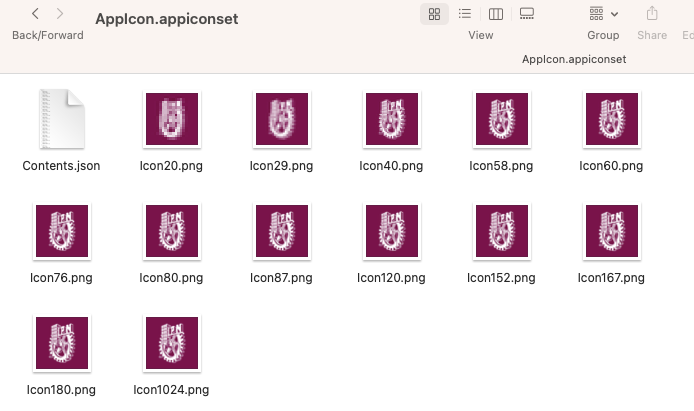 AppIcon.appiconset
Back/Forward
View
Group
Share
Ed
AppIcon.appiconset
Contents.json
Icon20.png
Icon29.png
Icon40.png
Icon58.png
Icon60.png
Icon76.png
Icon80.png
Icon87.png
Icon120.png
Icon152.png
Icon167.png
Icon180.png
Icon1024.png